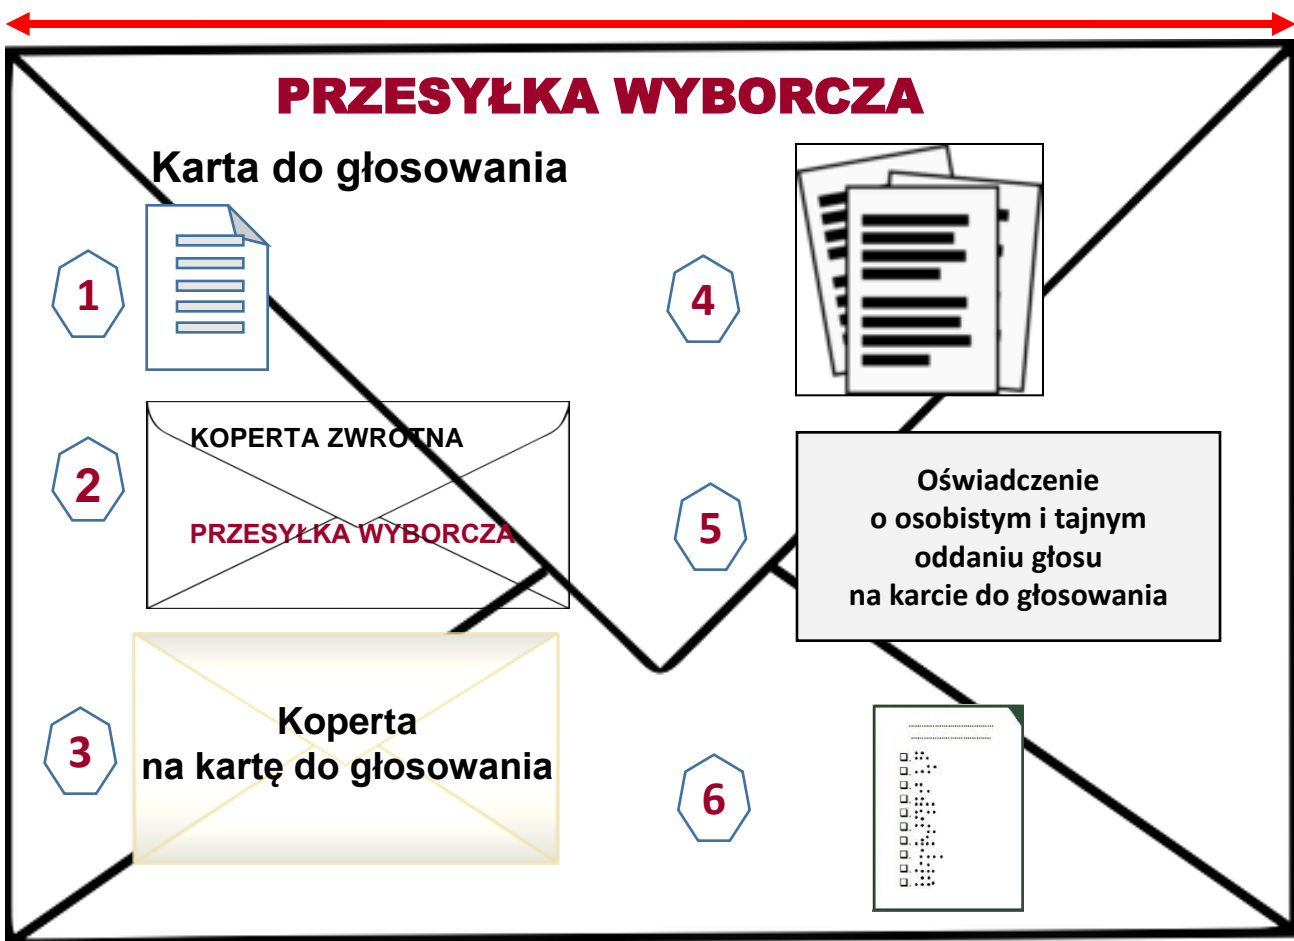 PRZESYŁKA WYBORCZA
Karta do głosowania
1
4
KOPERTA ZWROTNA
2
PRZESYŁKA WYBORCZA
5
Oświadczenie
o osobistym i tajnym
oddaniu głosu
na karcie do głosowania
3
Koperta
na kartę do głosowania
6